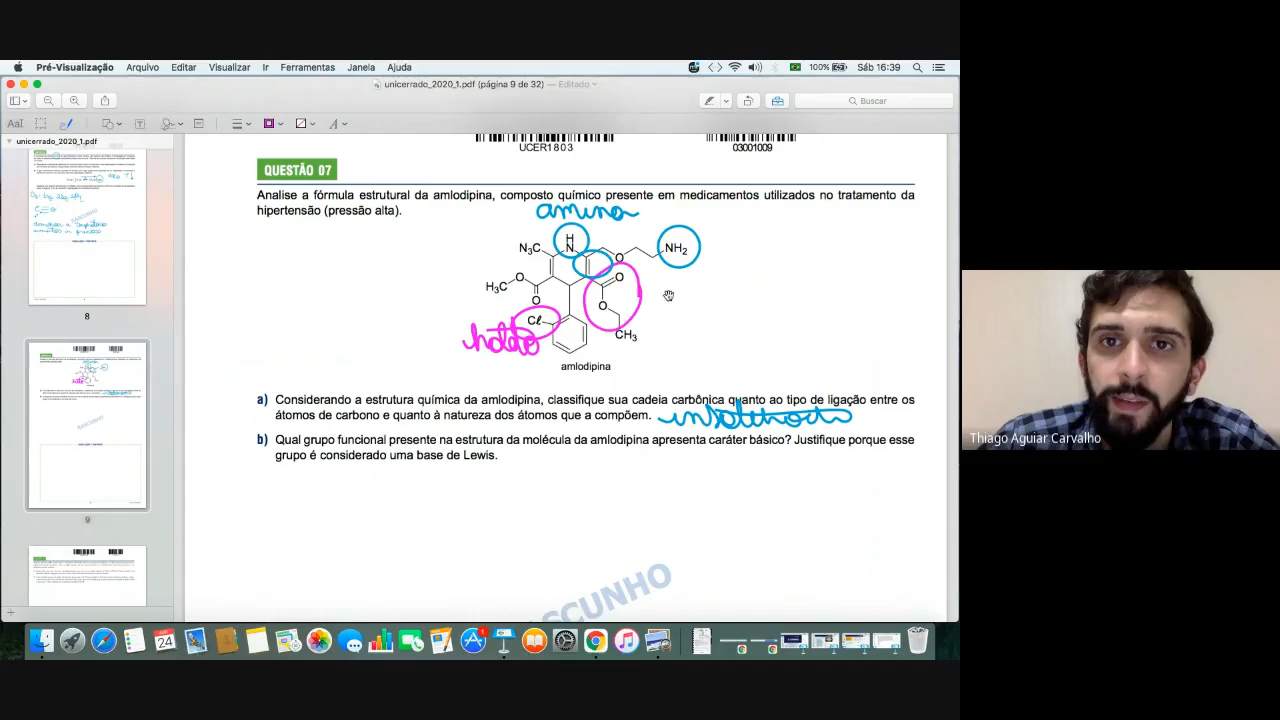 Pré-Visualização Arquivo Editar Visualizar Ir Ferramentas Janela Ajuda 100% Sáb 16:39
unicerrado_2020_1.pdf (página 9 de 32) — Editado
Buscar
unicerrado_2020_1.pdf
8
9
UCER1803 03001009
QUESTÃO 07
Analise a fórmula estrutural da amlodipina, composto químico presente em medicamentos utilizados no tratamento da
hipertensão (pressão alta).
amina
H
N
N3C
O
NH2
O
H3C
O
O
O
Cl
haleto
CH3
amlodipina
a) Considerando a estrutura química da amlodipina, classifique sua cadeia carbônica quanto ao tipo de ligação entre os
átomos de carbono e quanto à natureza dos átomos que a compõem.
b) Qual grupo funcional presente na estrutura da molécula da amlodipina apresenta caráter básico? Justifique porque esse
grupo é considerado uma base de Lewis.
RASCUNHO
Thiago Aguiar Carvalho